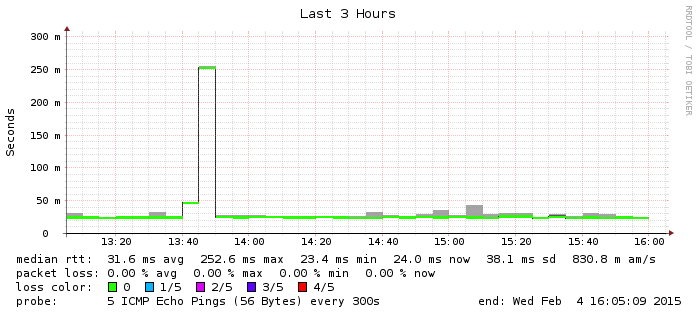 Last 3 Hours
RRDTOOL / TOBI OETIKER
Seconds
300 m
250 m
200 m
150 m
100 m
50 m
0
13:20 13:40 14:00 14:20 14:40 15:00 15:20 15:40 16:00
median rtt: 31.6 ms avg 252.6 ms max 23.4 ms min 24.0 ms now 38.1 ms sd 830.8 m am/s
packet loss: 0.00 % avg 0.00 % max 0.00 % min 0.00 % now
loss color: 0 1/5 2/5 3/5 4/5
probe: 5 ICMP Echo Pings (56 Bytes) every 300s end: Wed Feb 4 16:05:09 2015